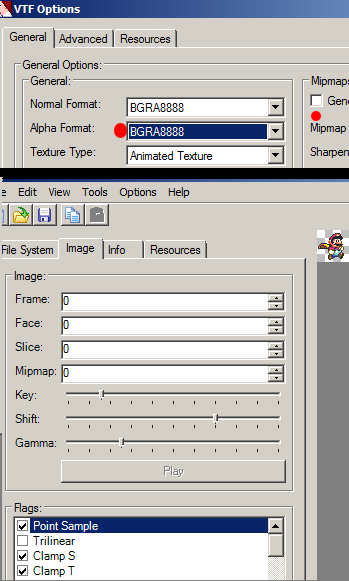 VTF Options
General Advanced Resources
General Options:
General: Mipmaps
Normal Format: BGRA8888
Alpha Format: BGRA8888 Mipmap
Texture Type: Animated Texture Sharpen
e Edit View Tools Options Help
File System Image Info Resources
Image:
Frame: 0
Face: 0
Slice: 0
Mipmap: 0
Key:
Shift:
Gamma:
Play
Flags:
Point Sample
Trilinear
Clamp S
Clamp T